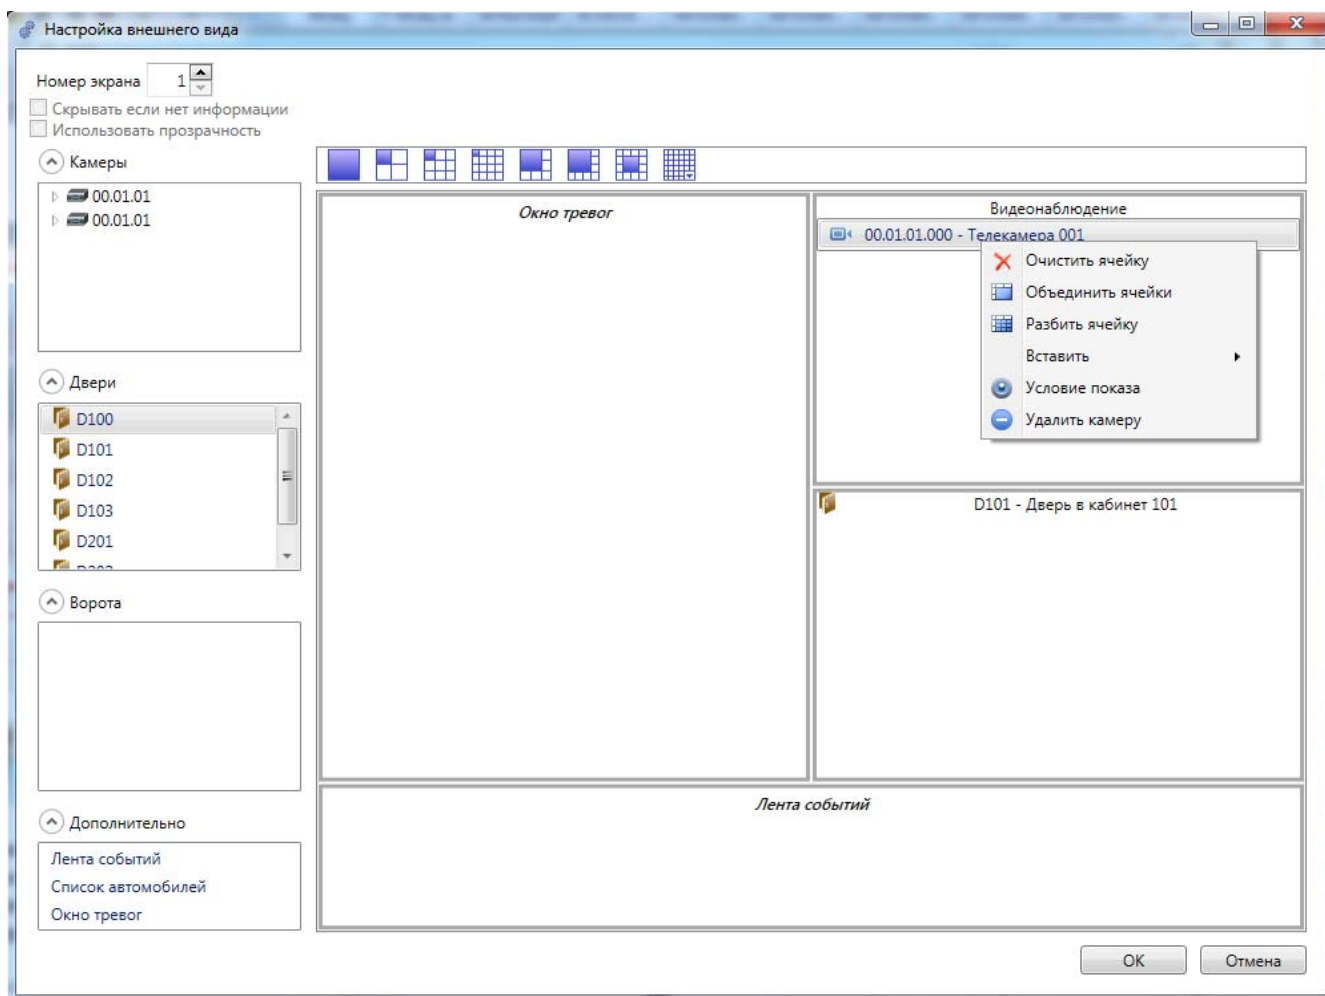 Настройка внешнего вида
Номер экрана 1
Скрывать если нет информации
Использовать прозрачность
Камеры
00.01.01
00.01.01
Двери
D100
D101
D102
D103
D201
Ворота
Дополнительно
Лента событий
Список автомобилей
Окно тревог
Окно тревог
Видеонаблюдение
00.01.01.000 - Телекамера 001
Очистить ячейку
Объединить ячейки
Разбить ячейку
Вставить
Условие показа
Удалить камеру
D101 - Дверь в кабинет 101
Лента событий
OK
Отмена